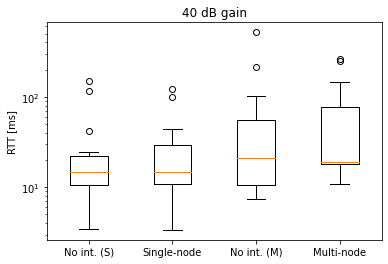 40 dB gain
RTT [ms]
10²
10¹
No int. (S) Single-node No int. (M) Multi-node